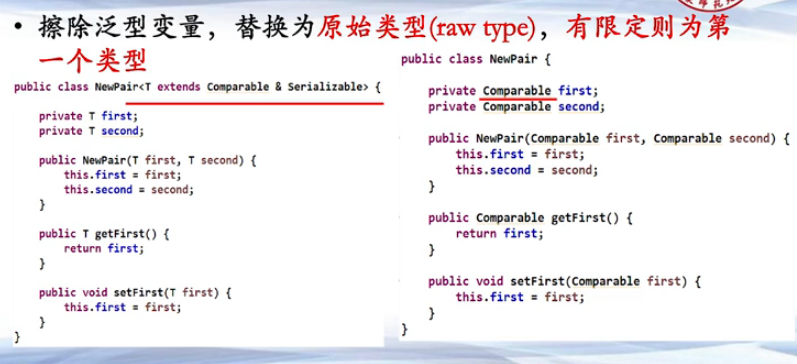 • 擦除泛型变量，替换为原始类型(raw type)，有限定则为第
一个类型
public class NewPair<T extends Comparable & Serializable> {
private T first;
private T second;
public NewPair(T first, T second) {
this.first = first;
this.second = second;
}
public T getFirst() {
return first;
}
public void setFirst(T first) {
this.first = first;
}
}
public class NewPair {
private Comparable first;
private Comparable second;
public NewPair(Comparable first, Comparable second) {
this.first = first;
this.second = second;
}
public Comparable getFirst() {
return first;
}
public void setFirst(Comparable first) {
this.first = first;
}
}